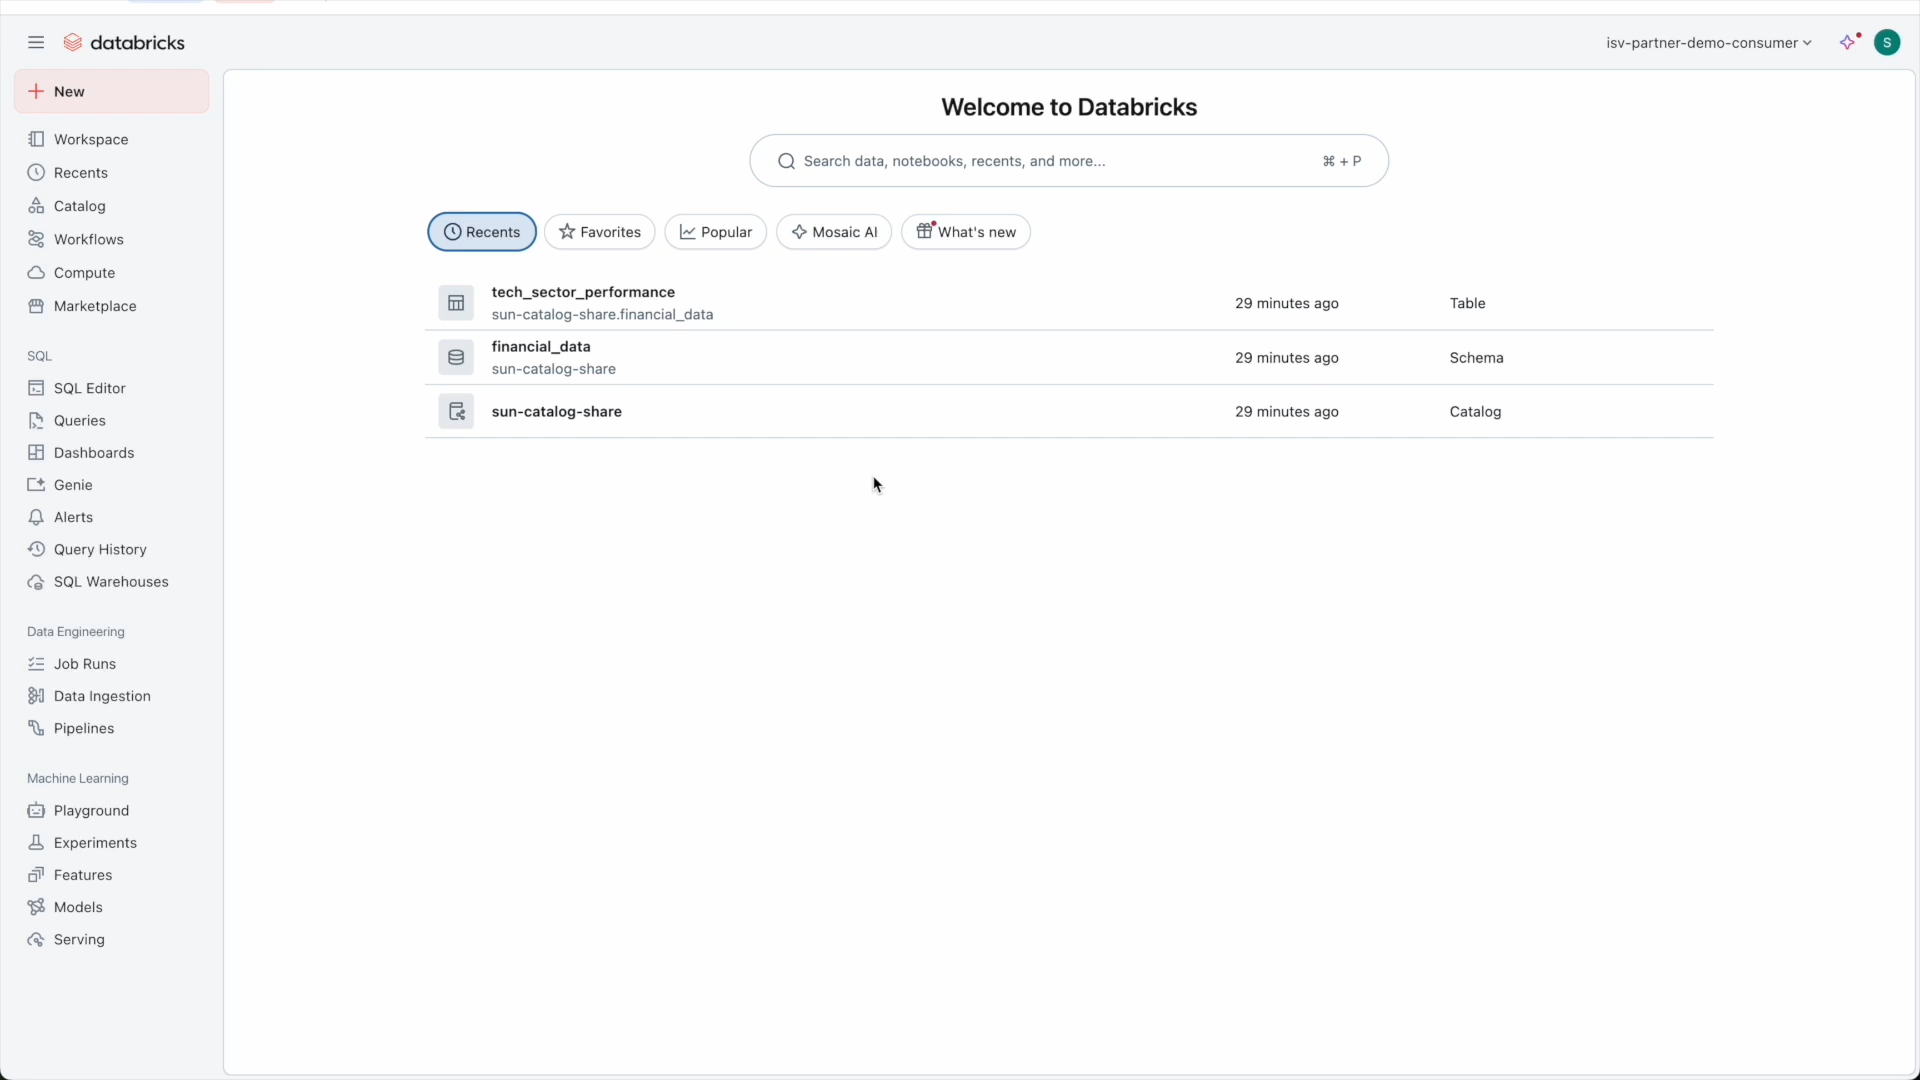 databricks
isv-partner-demo-consumer
S
New
Workspace
Recents
Catalog
Workflows
Compute
Marketplace
SQL
SQL Editor
Queries
Dashboards
Genie
Alerts
Query History
SQL Warehouses
Data Engineering
Job Runs
Data Ingestion
Pipelines
Machine Learning
Playground
Experiments
Features
Models
Serving
Welcome to Databricks
Search data, notebooks, recents, and more... ⌘ + P
Recents Favorites Popular Mosaic AI What's new
tech_sector_performance
sun-catalog-share.financial_data
29 minutes ago Table
financial_data
sun-catalog-share
29 minutes ago Schema
sun-catalog-share 29 minutes ago Catalog